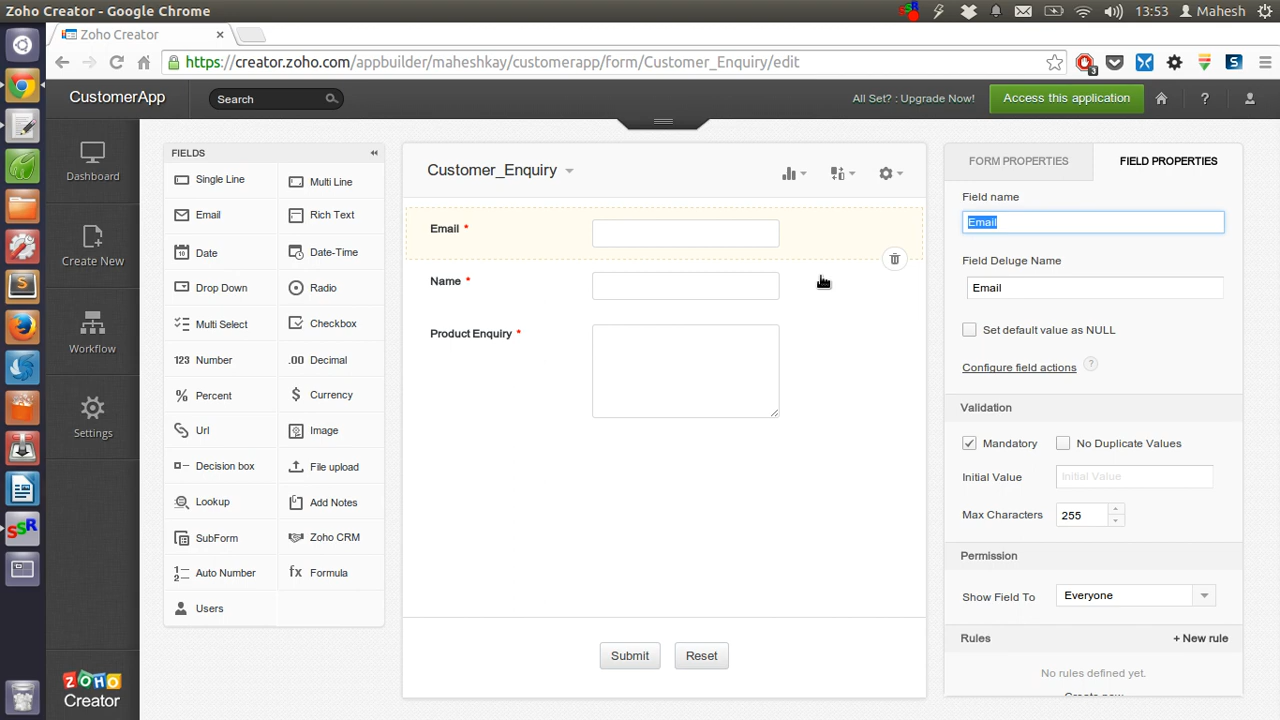 Zoho Creator - Google Chrome
13:53
Mahesh
Zoho Creator
https://creator.zoho.com/appbuilder/maheshkay/customerapp/form/Customer_Enquiry/edit
3
S
CustomerApp
Search
All Set? : Upgrade Now!
Access this application
?
Dashboard
Create New
Workflow
Settings
ZOHO
Creator
FIELDS
Single Line
Multi Line
Email
Rich Text
Date
Date-Time
Drop Down
Radio
Multi Select
Checkbox
123 Number
.00 Decimal
% Percent
$ Currency
Url
Image
Decision box
File upload
Lookup
Add Notes
SubForm
Zoho CRM
Auto Number
fx Formula
Users
Customer_Enquiry
Email *
Name *
Product Enquiry *
Submit
Reset
FORM PROPERTIES
FIELD PROPERTIES
Field name
Email
Field Deluge Name
Email
Set default value as NULL
Configure field actions ?
Validation
Mandatory
No Duplicate Values
Initial Value
Initial Value
Max Characters
255
Permission
Show Field To
Everyone
Rules
+ New rule
No rules defined yet.
Create new